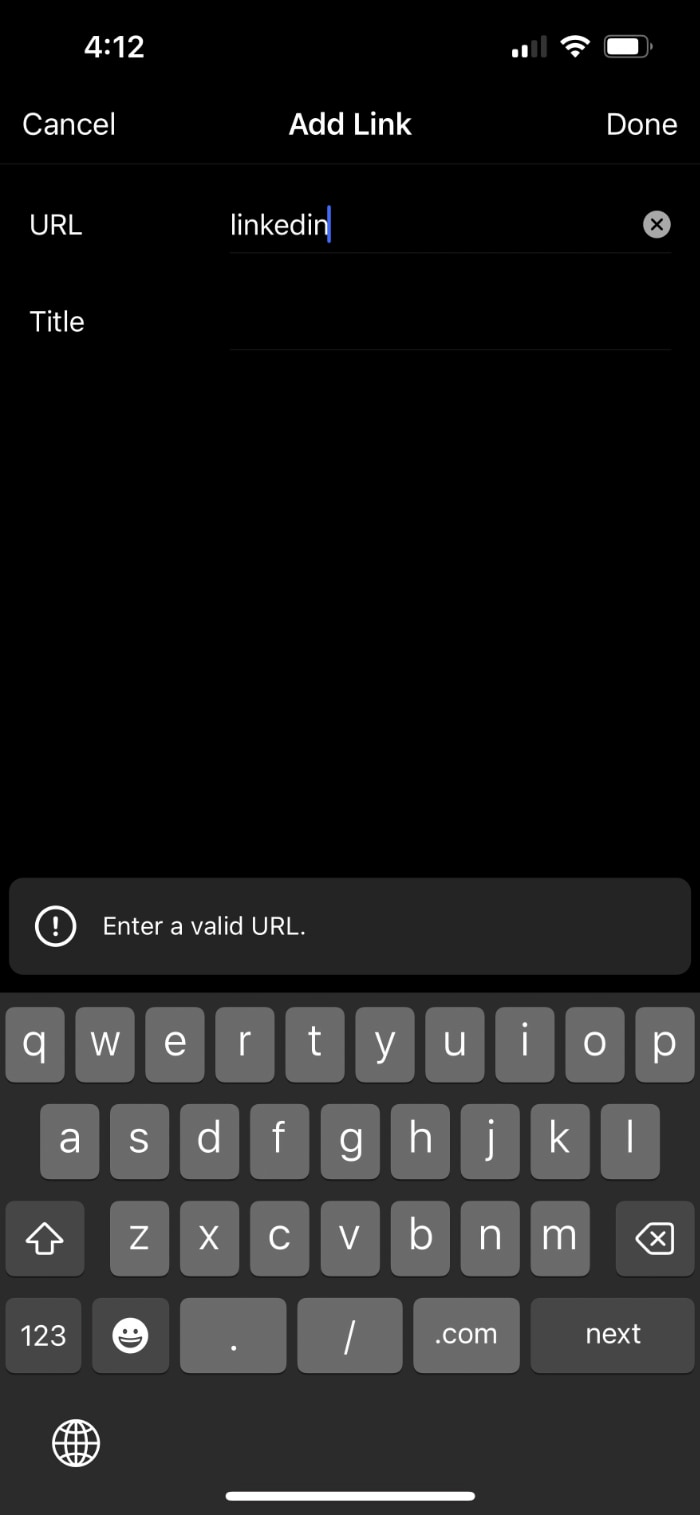 4:12
Cancel Add Link Done
URL linkedin
Title
Enter a valid URL.
q w e r t y u i o p
a s d f g h j k l
z x c v b n m
123 . / .com next